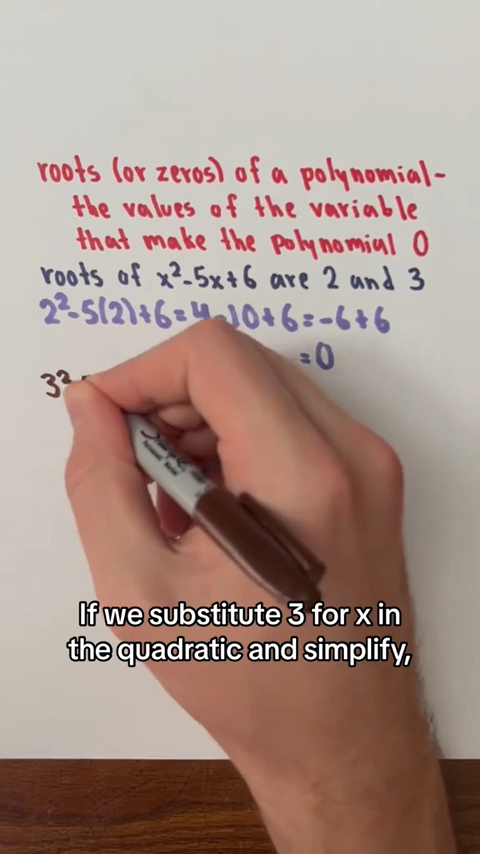 roots (or zeros) of a polynomial-
the values of the variable
that make the polynomial 0
roots of x²-5x+6 are 2 and 3
2²-5(2)+6=4-10+6=-6+6
=0
3²
Sharpie
If we substitute 3 for x in
the quadratic and simplify,